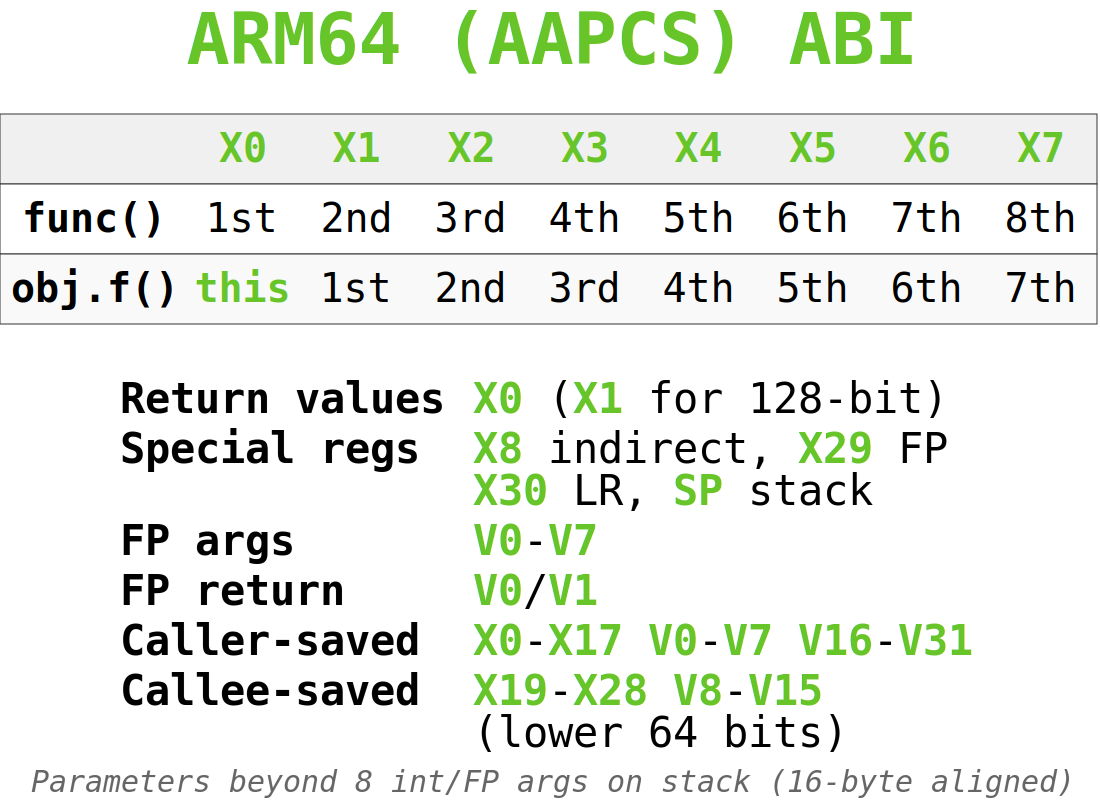 ARM64 (AAPCS) ABI
X0 X1 X2 X3 X4 X5 X6 X7
func() 1st 2nd 3rd 4th 5th 6th 7th 8th
obj.f() this 1st 2nd 3rd 4th 5th 6th 7th
Return values X0 (X1 for 128-bit)
Special regs X8 indirect, X29 FP
X30 LR, SP stack
FP args V0-V7
FP return V0/V1
Caller-saved X0-X17 V0-V7 V16-V31
Callee-saved X19-X28 V8-V15
(lower 64 bits)
Parameters beyond 8 int/FP args on stack (16-byte aligned)